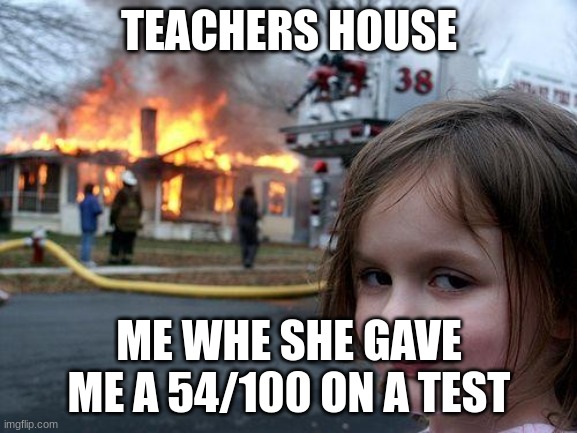 TEACHERS HOUSE
38
ME WHE SHE GAVE
ME A 54/100 ON A TEST
imgflip.com